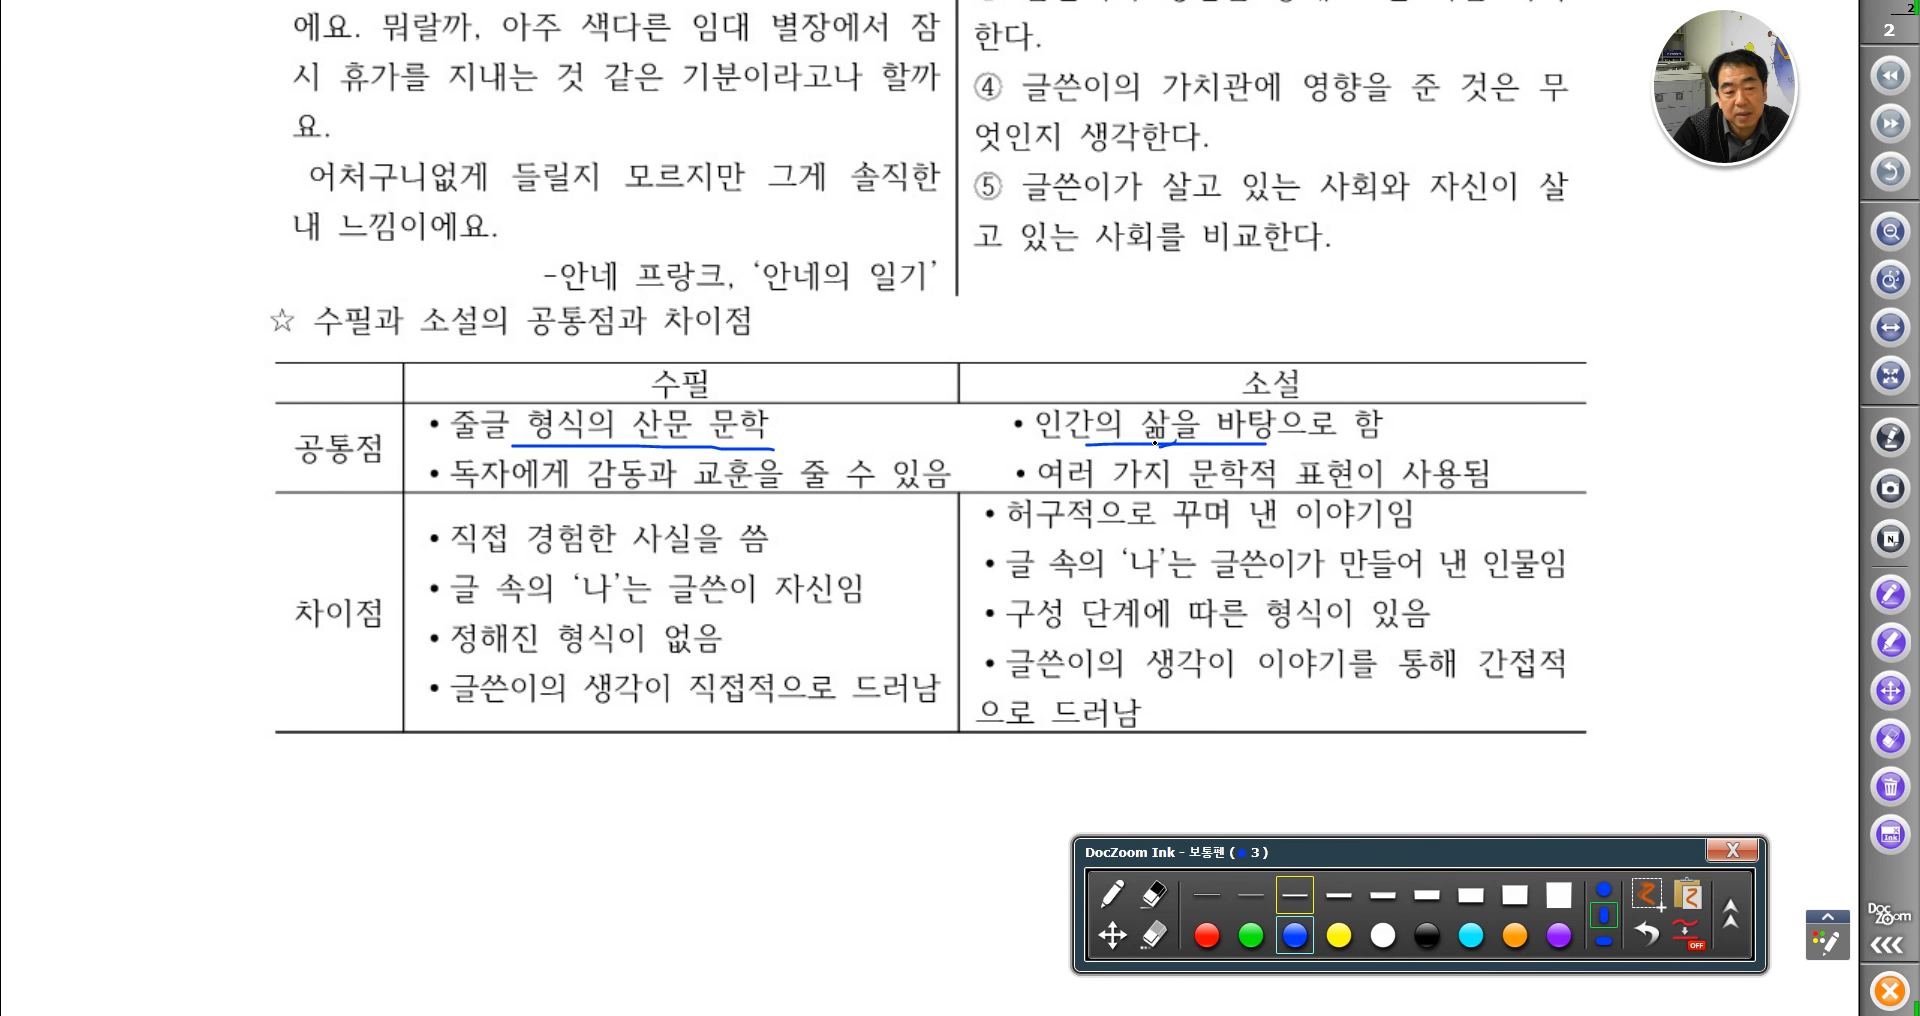 에요. 뭐랄까, 아주 색다른 임대 별장에서 잠
시 휴가를 지내는 것 같은 기분이라고나 할까
요.
어처구니없게 들릴지 모르지만 그게 솔직한
내 느낌이에요.
-안네 프랑크, ‘안네의 일기’
한다.
④ 글쓴이의 가치관에 영향을 준 것은 무
엇인지 생각한다.
⑤ 글쓴이가 살고 있는 사회와 자신이 살
고 있는 사회를 비교한다.
☆ 수필과 소설의 공통점과 차이점
수필
소설
공통점
• 줄글 형식의 산문 문학
• 인간의 삶을 바탕으로 함
• 독자에게 감동과 교훈을 줄 수 있음
• 여러 가지 문학적 표현이 사용됨
차이점
• 직접 경험한 사실을 씀
• 글 속의 ‘나’는 글쓴이 자신임
• 정해진 형식이 없음
• 글쓴이의 생각이 직접적으로 드러남
• 허구적으로 꾸며 낸 이야기임
• 글 속의 ‘나’는 글쓴이가 만들어 낸 인물임
• 구성 단계에 따른 형식이 있음
• 글쓴이의 생각이 이야기를 통해 간접적
으로 드러남
DocZoom Ink - 보통펜 ( 3 )
X
OFF
2
2
N
Ink
Doc
Zoom